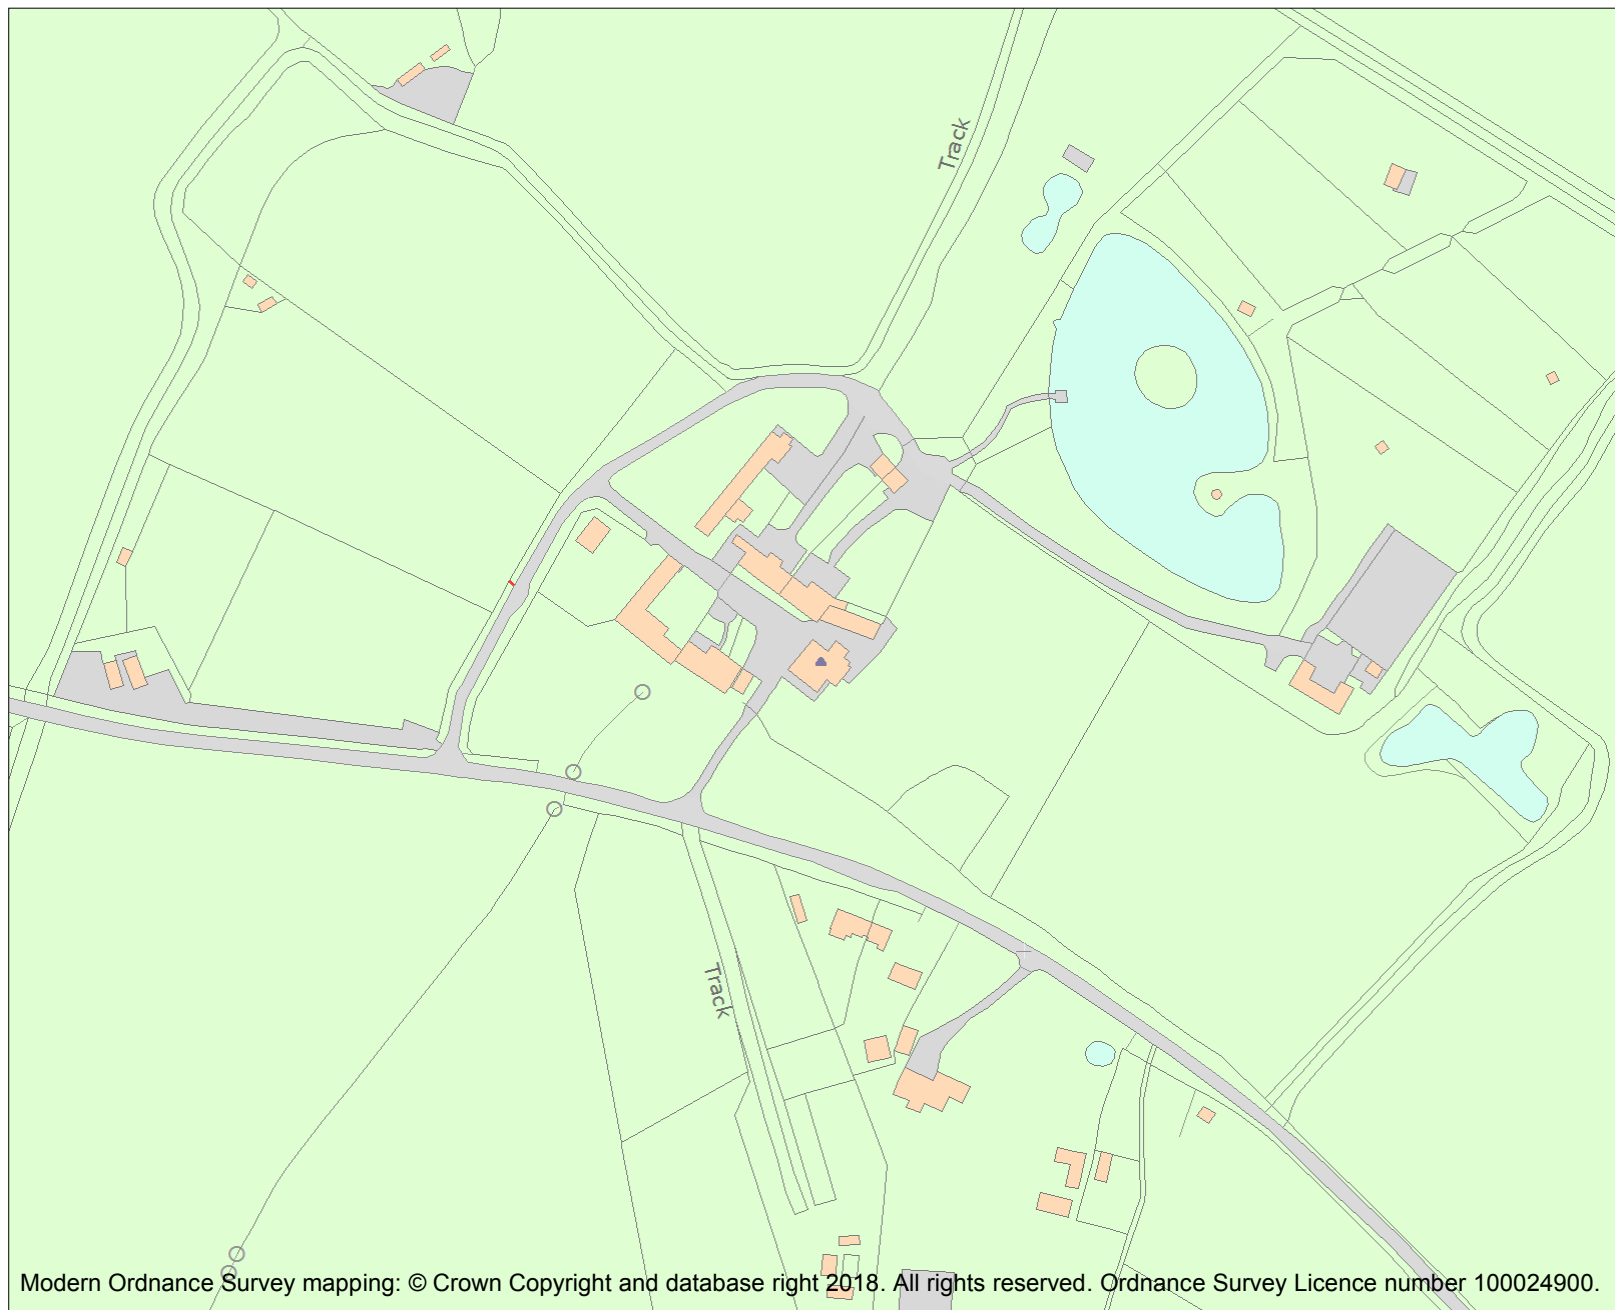 Track
Track
Modern Ordnance Survey mapping: © Crown Copyright and database right 2018. All rights reserved. Ordnance Survey Licence number 100024900.